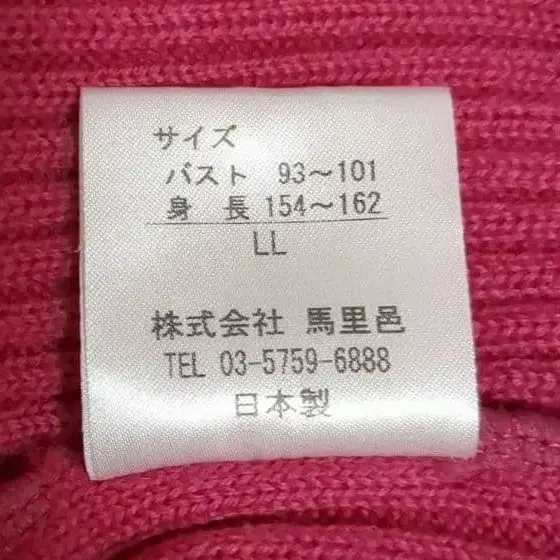 サイズ
バスト 93～101
身 長 154～162
LL
株式会社 馬里邑
TEL 03-5759-6888
日本製